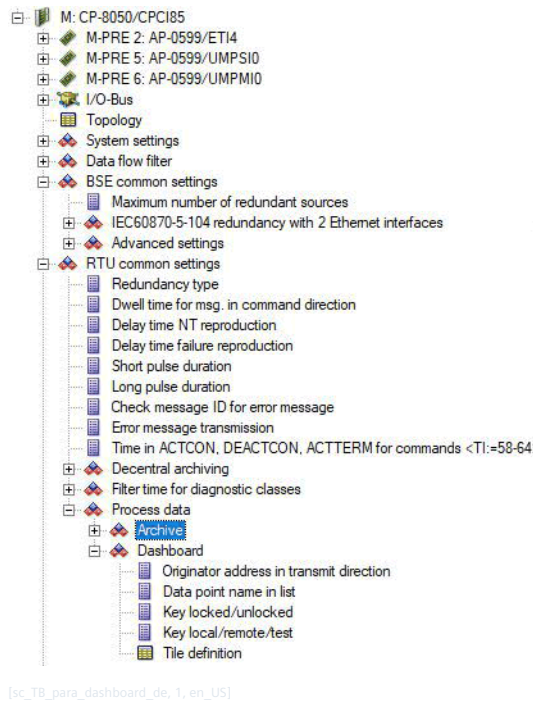 M: CP-8050/CPCI85
M-PRE 2: AP-0599/ETI4
M-PRE 5: AP-0599/UMPSI0
M-PRE 6: AP-0599/UMPMI0
I/O-Bus
Topology
System settings
Data flow filter
BSE common settings
Maximum number of redundant sources
IEC60870-5-104 redundancy with 2 Ethernet interfaces
Advanced settings
RTU common settings
Redundancy type
Dwell time for msg. in command direction
Delay time NT reproduction
Delay time failure reproduction
Short pulse duration
Long pulse duration
Check message ID for error message
Error message transmission
Time in ACTCON, DEACTCON, ACTTERM for commands <TI:=58-64
Decentral archiving
Filter time for diagnostic classes
Process data
Archive
Dashboard
Originator address in transmit direction
Data point name in list
Key locked/unlocked
Key local/remote/test
Tile definition
[sc_TB_para_dashboard_de, 1, en_US]